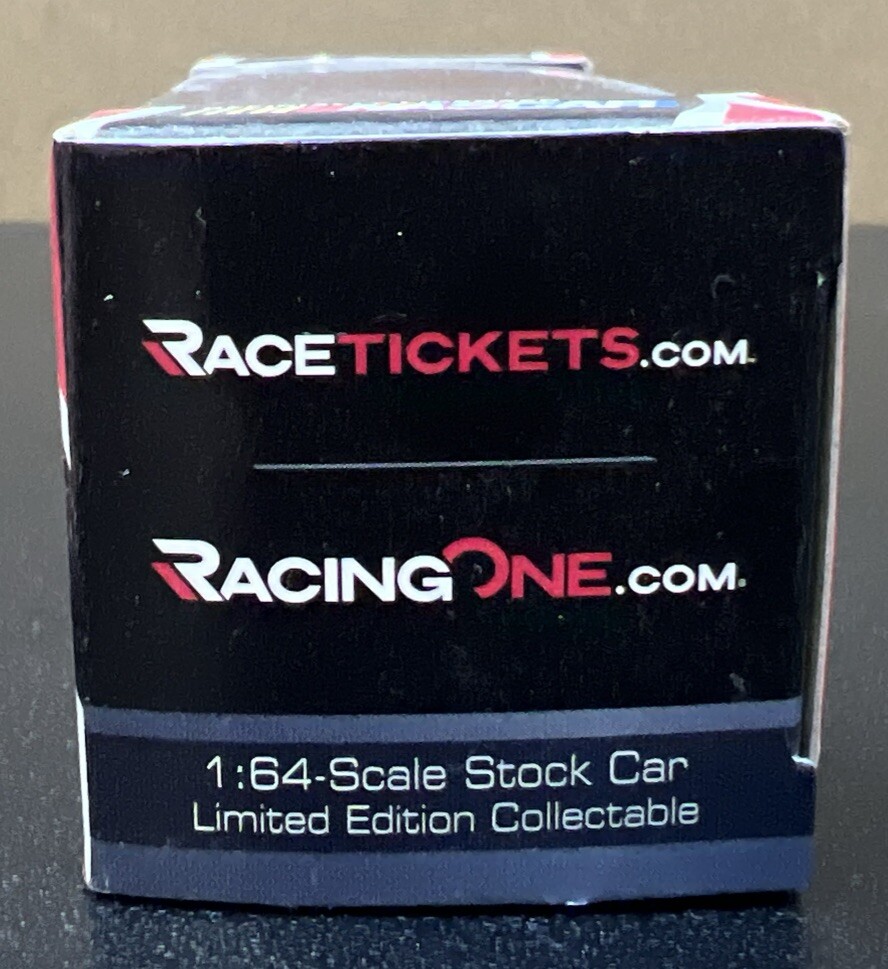 RACETICKETS.COM
RACINGONE.COM
1:64-Scale Stock Car
Limited Edition Collectable